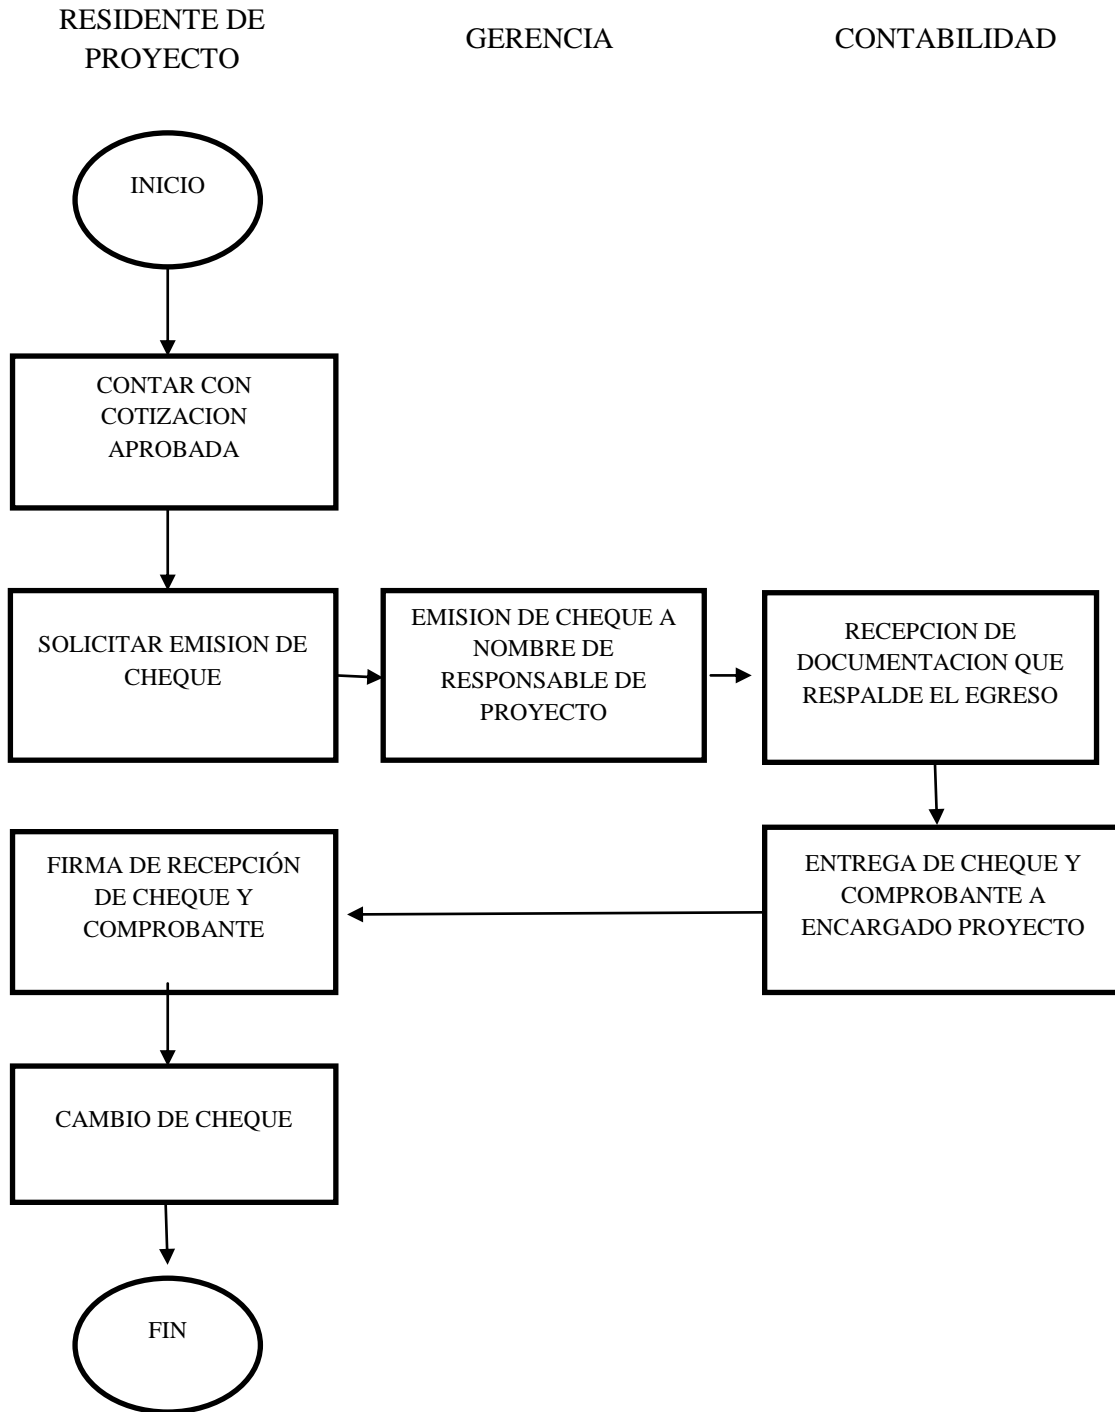 RESIDENTE DE
PROYECTO
GERENCIA
CONTABILIDAD
INICIO
CONTAR CON
COTIZACION
APROBADA
SOLICITAR EMISION DE
CHEQUE
EMISION DE CHEQUE A
NOMBRE DE
RESPONSABLE DE
PROYECTO
RECEPCION DE
DOCUMENTACION QUE
RESPALDE EL EGRESO
ENTREGA DE CHEQUE Y
COMPROBANTE A
ENCARGADO PROYECTO
FIRMA DE RECEPCIÓN
DE CHEQUE Y
COMPROBANTE
CAMBIO DE CHEQUE
FIN